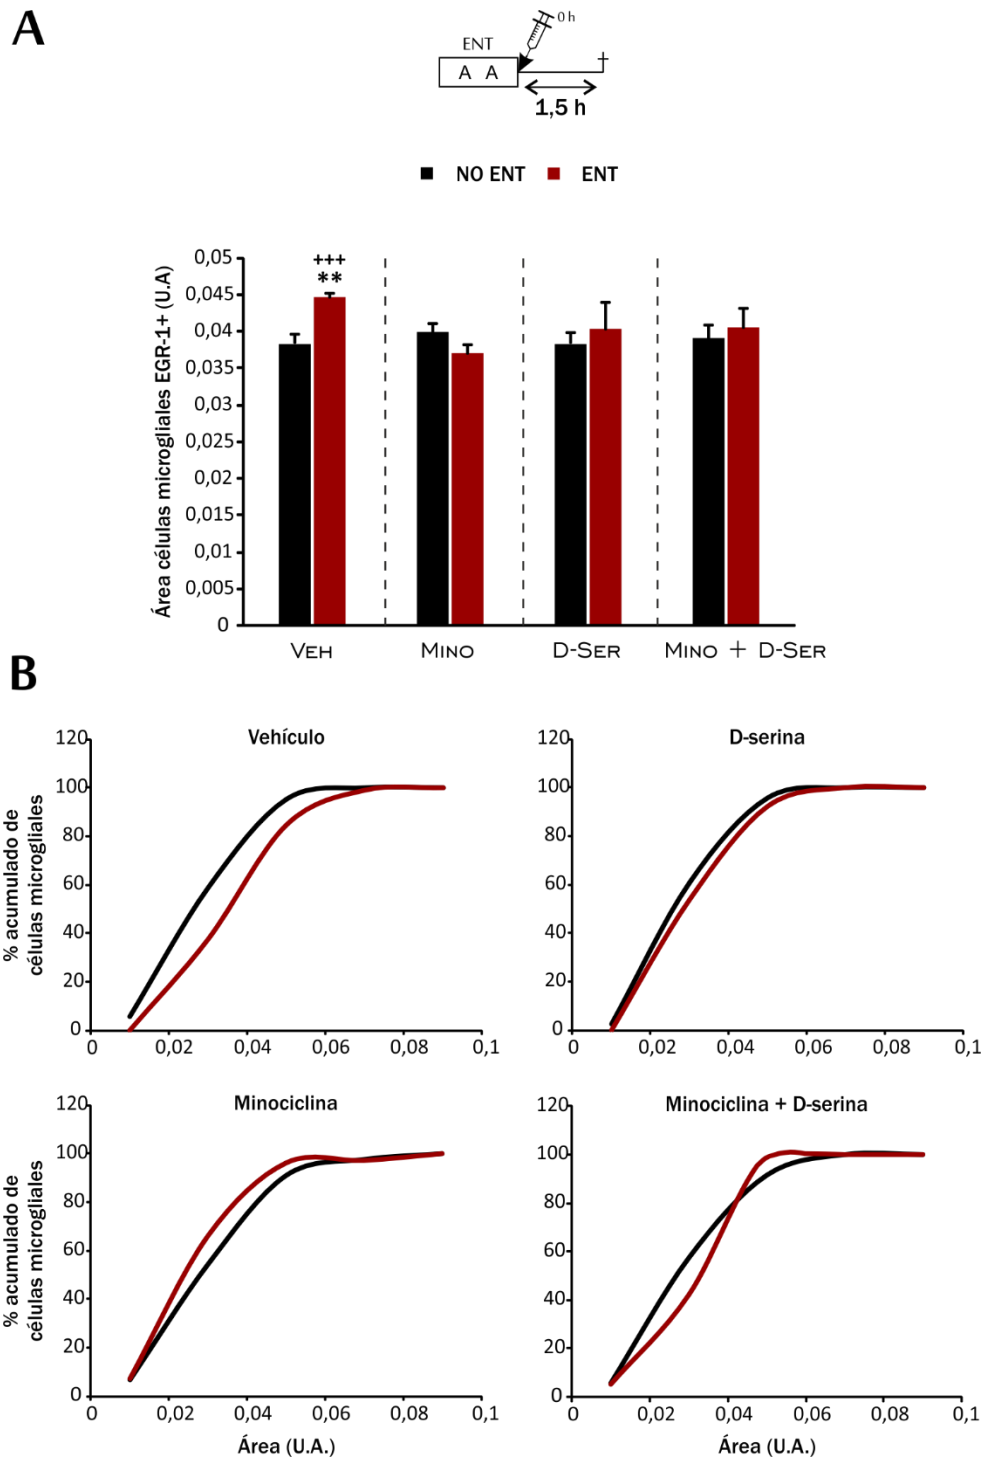 A
0 h
ENT
A A
1,5 h
NO ENT ENT
Área células microgliales EGR-1+ (U.A)
0,05
0,045
0,04
0,035
0,03
0,025
0,02
0,015
0,01
0,005
0
+++
**
VEH MINO D-SER MINO + D-SER
B
Vehículo
% acumulado de
células microgliales
120
100
80
60
40
20
0
0 0,02 0,04 0,06 0,08 0,1
D-serina
120
100
80
60
40
20
0
0 0,02 0,04 0,06 0,08 0,1
Minociclina
% acumulado de
células microgliales
120
100
80
60
40
20
0
0 0,02 0,04 0,06 0,08 0,1
Área (U.A.)
Minociclina + D-serina
120
100
80
60
40
20
0
0 0,02 0,04 0,06 0,08 0,1
Área (U.A.)